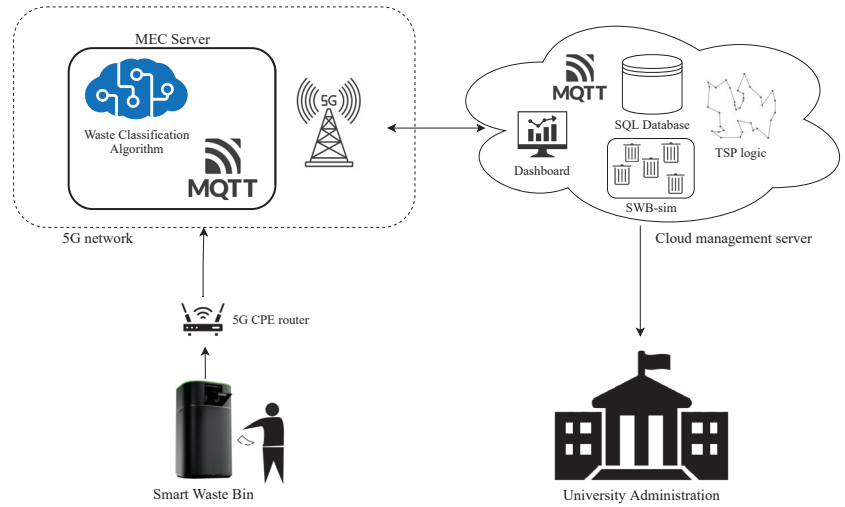 MEC Server
Waste Classification
Algorithm
MQTT
5G
5G network
5G CPE router
Smart Waste Bin
MQTT
SQL Database
TSP logic
Dashboard
SWB-sim
Cloud management server
University Administration